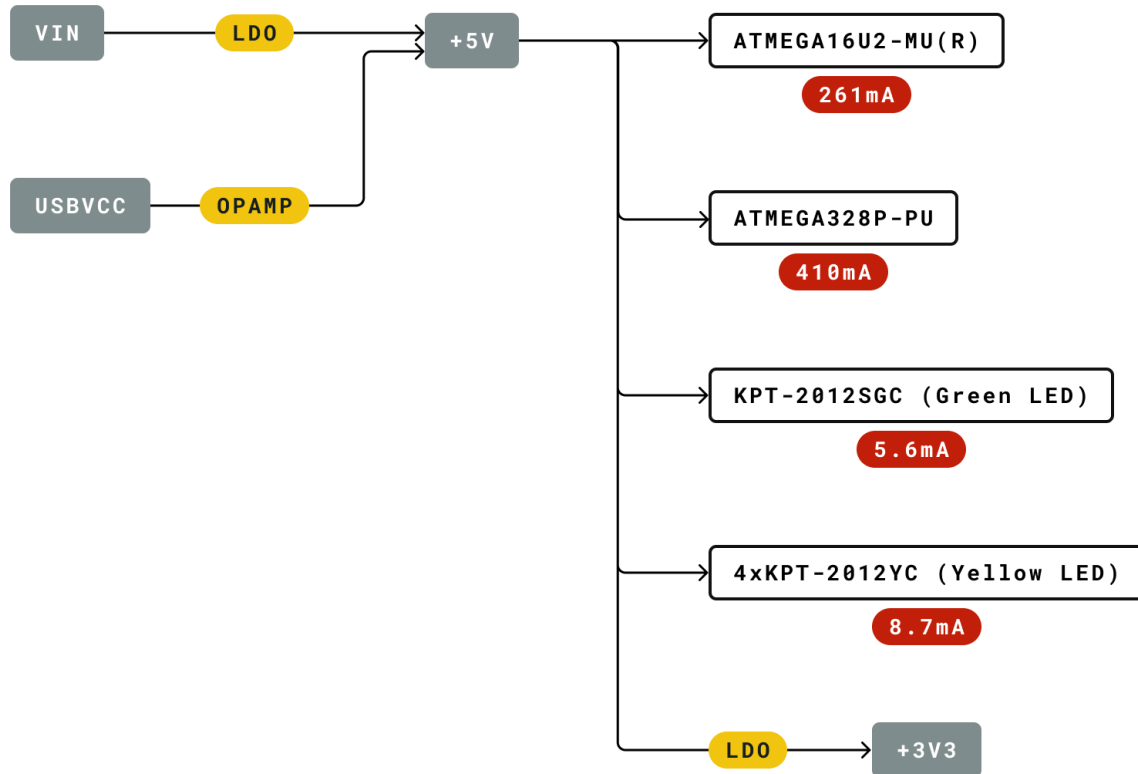 VIN
LDO
+5V
ATMEGA16U2-MU(R)
261mA
USBVCC
OPAMP
ATMEGA328P-PU
410mA
KPT-2012SGC (Green LED)
5.6mA
4xKPT-2012YC (Yellow LED)
8.7mA
LDO
+3V3